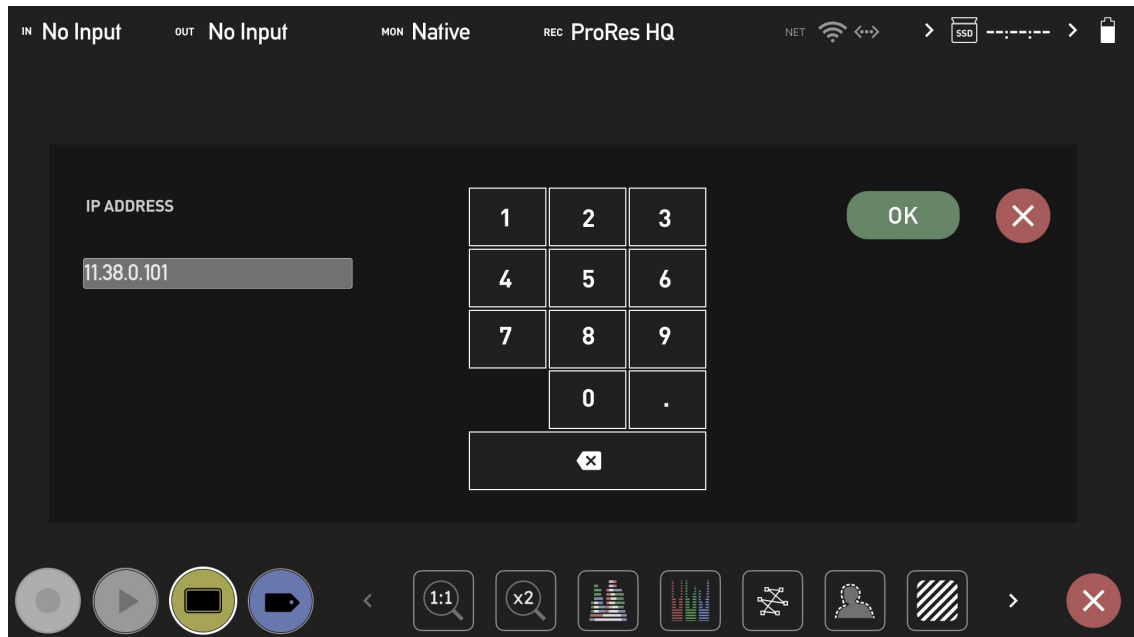 IN No Input OUT No Input MON Native REC ProRes HQ NET SSD --:--:--
IP ADDRESS
11.38.0.101
1 2 3
4 5 6
7 8 9
0 .
OK
1:1 x2